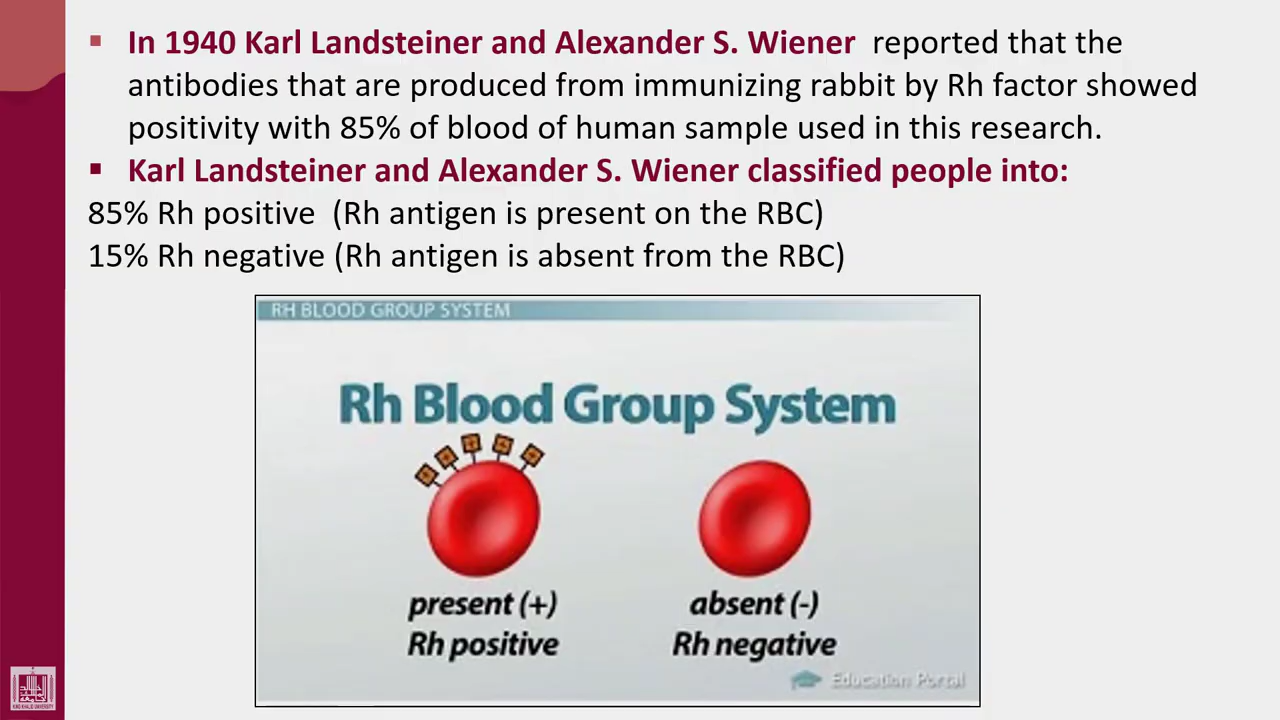 ▪ In 1940 Karl Landsteiner and Alexander S. Wiener reported that the
antibodies that are produced from immunizing rabbit by Rh factor showed
positivity with 85% of blood of human sample used in this research.
▪ Karl Landsteiner and Alexander S. Wiener classified people into:
85% Rh positive (Rh antigen is present on the RBC)
15% Rh negative (Rh antigen is absent from the RBC)
RH BLOOD GROUP SYSTEM
Rh Blood Group System
present (+)
Rh positive
absent (-)
Rh negative
Education Portal
KING KHALID UNIVERSITY